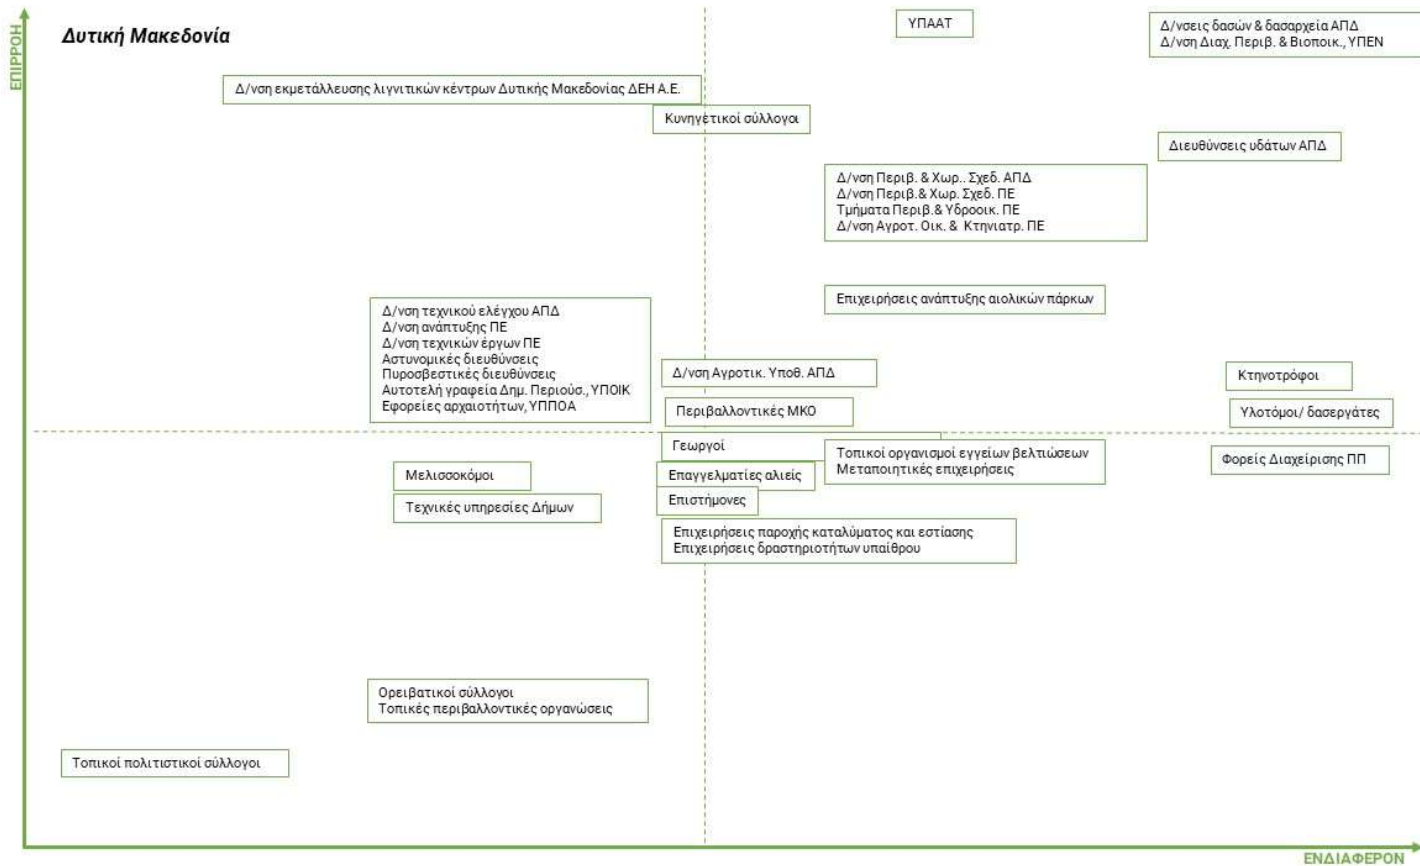 ΕΠΙΡΡΟΗ
Δυτική Μακεδονία
ΥΠΑΑΤ
Δ/νσεις δασών & δασαρχεία ΑΠΔ
Δ/νση Διαχ. Περιβ. & Βιοποικ., ΥΠΕΝ
Δ/νση εκμετάλλευσης λιγνιτικών κέντρων Δυτικής Μακεδονίας ΔΕΗ Α.Ε.
Κυνηγετικοί σύλλογοι
Διευθύνσεις υδάτων ΑΠΔ
Δ/νση Περιβ. & Χωρ.. Σχεδ. ΑΠΔ
Δ/νση Περιβ.& Χωρ. Σχεδ. ΠΕ
Τμήματα Περιβ.& Υδροοικ. ΠΕ
Δ/νση Αγροτ. Οικ. & Κτηνιατρ. ΠΕ
Επιχειρήσεις ανάπτυξης αιολικών πάρκων
Δ/νση τεχνικού ελέγχου ΑΠΔ
Δ/νση ανάπτυξης ΠΕ
Δ/νση τεχνικών έργων ΠΕ
Αστυνομικές διευθύνσεις
Πυροσβεστικές διευθύνσεις
Αυτοτελή γραφεία Δημ. Περιούσ., ΥΠΟΙΚ
Εφορείες αρχαιοτήτων, ΥΠΠΟΑ
Δ/νση Αγροτικ. Υποθ. ΑΠΔ
Κτηνοτρόφοι
Περιβαλλοντικές ΜΚΟ
Υλοτόμοι/ δασεργάτες
Γεωργοί
Τοπικοί οργανισμοί εγγείων βελτιώσεων
Μεταποιητικές επιχειρήσεις
Φορείς Διαχείρισης ΠΠ
Μελισσοκόμοι
Επαγγελματίες αλιείς
Επιστήμονες
Τεχνικές υπηρεσίες Δήμων
Επιχειρήσεις παροχής καταλύματος και εστίασης
Επιχειρήσεις δραστηριοτήτων υπαίθρου
Ορειβατικοί σύλλογοι
Τοπικές περιβαλλοντικές οργανώσεις
Τοπικοί πολιτιστικοί σύλλογοι
ΕΝΔΙΑΦΕΡΟΝ